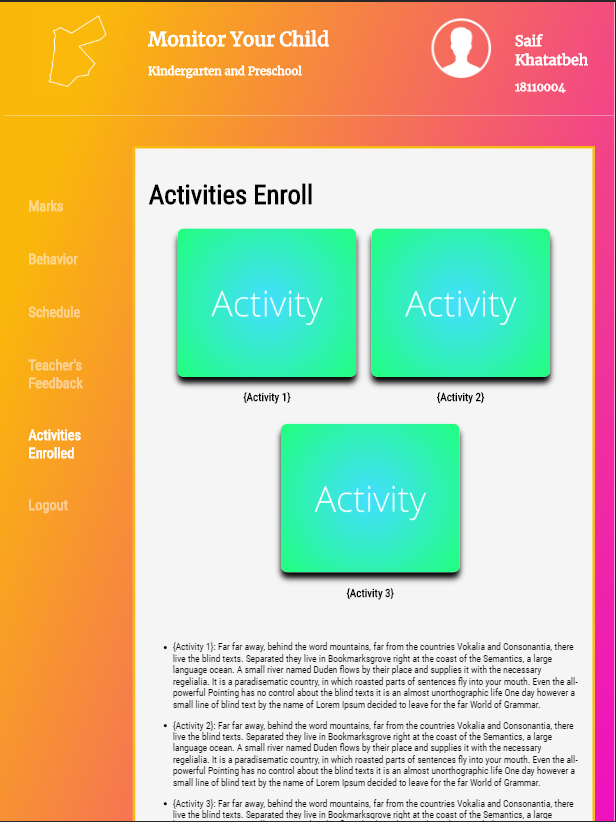 Monitor Your Child
Kindergarten and Preschool
Saif
Khatatbeh
18110004
Marks
Behavior
Schedule
Teacher's
Feedback
Activities
Enrolled
Logout
Activities Enroll
Activity
Activity
{Activity 1}
{Activity 2}
Activity
{Activity 3}
• {Activity 1}: Far far away, behind the word mountains, far from the countries Vokalia and Consonantia, there
live the blind texts. Separated they live in Bookmarksgrove right at the coast of the Semantics, a large
language ocean. A small river named Duden flows by their place and supplies it with the necessary
regelialia. It is a paradisematic country, in which roasted parts of sentences fly into your mouth. Even the all-
powerful Pointing has no control about the blind texts it is an almost unorthographic life One day however a
small line of blind text by the name of Lorem Ipsum decided to leave for the far World of Grammar.
• {Activity 2}: Far far away, behind the word mountains, far from the countries Vokalia and Consonantia, there
live the blind texts. Separated they live in Bookmarksgrove right at the coast of the Semantics, a large
language ocean. A small river named Duden flows by their place and supplies it with the necessary
regelialia. It is a paradisematic country, in which roasted parts of sentences fly into your mouth. Even the all-
powerful Pointing has no control about the blind texts it is an almost unorthographic life One day however a
small line of blind text by the name of Lorem Ipsum decided to leave for the far World of Grammar.
• {Activity 3}: Far far away, behind the word mountains, far from the countries Vokalia and Consonantia, there
live the blind texts. Separated they live in Bookmarksgrove right at the coast of the Semantics, a large